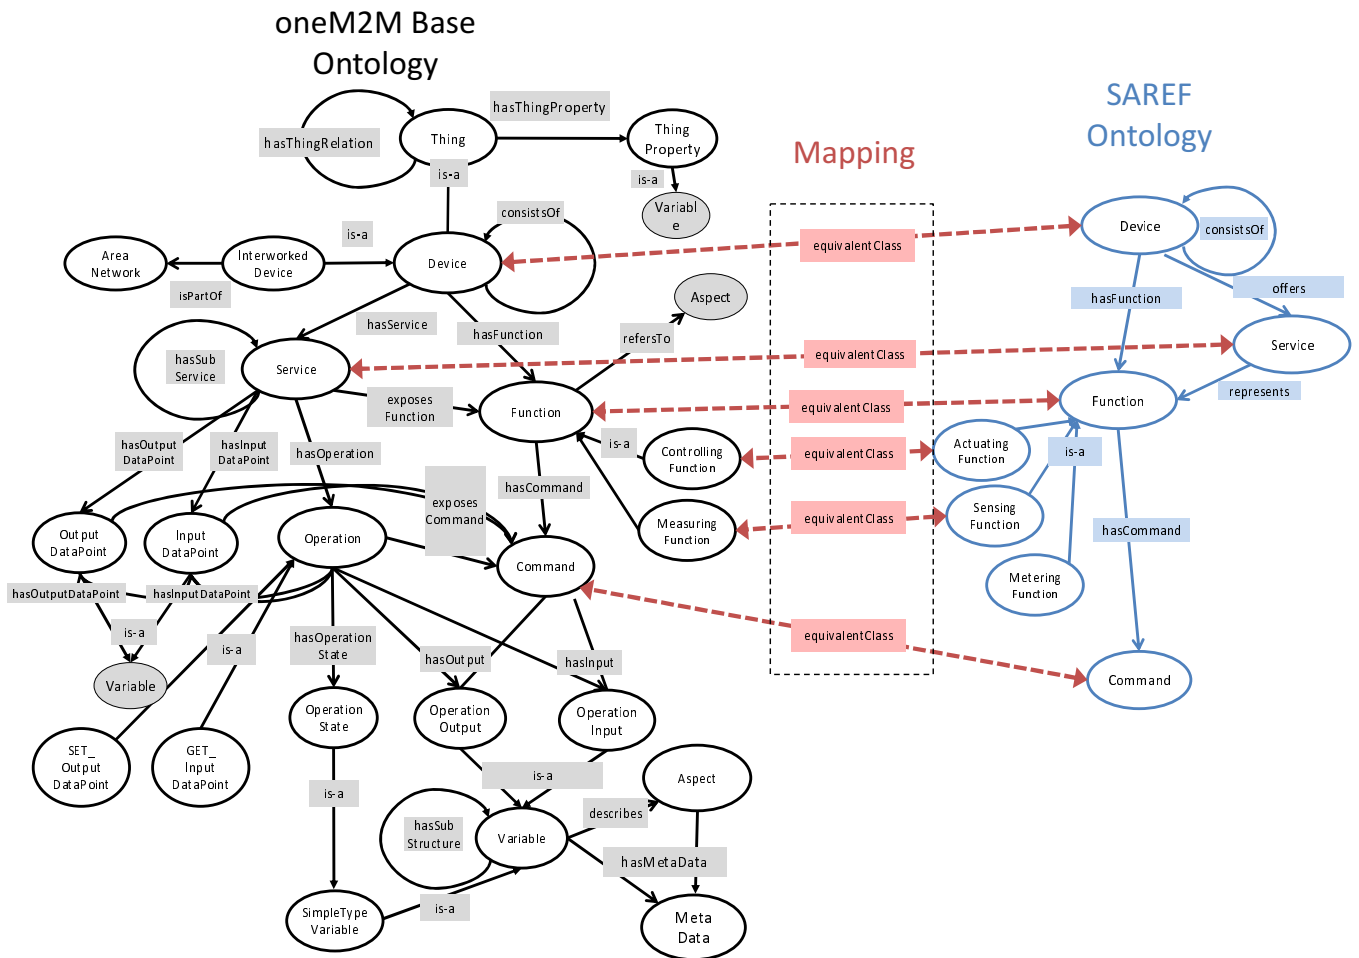 oneM2M Base
Ontology
SAREF
Ontology
Mapping
hasThingProperty
Thing
Thing
Property
hasThingRelation
is-a
is-a
Variabl
e
consistsOf
Device
consistsOf
is-a
equivalentClass
Area
Network
Interworked
Device
Device
isPartOf
Aspect
hasFunction
offers
hasService
hasFunction
refersTo
hasSub
Service
Service
equivalentClass
Service
exposes
Function
Function
equivalentClass
Function
represents
hasOutput
DataPoint
hasInput
DataPoint
hasOperation
is-a
Controlling
Function
equivalentClass
Actuating
Function
is-a
hasCommand
exposes
Command
Measuring
Function
equivalentClass
Sensing
Function
hasCommand
Output
DataPoint
Input
DataPoint
Operation
Command
Metering
Function
hasOutputDataPoint
hasInputDataPoint
is-a
is-a
hasOperation
State
hasOutput
hasInput
equivalentClass
Variable
Command
Operation
State
Operation
Output
Operation
Input
SET_
Output
DataPoint
GET_
Input
DataPoint
is-a
is-a
Aspect
describes
hasSub
Structure
Variable
hasMetaData
SimpleType
Variable
is-a
Meta
Data